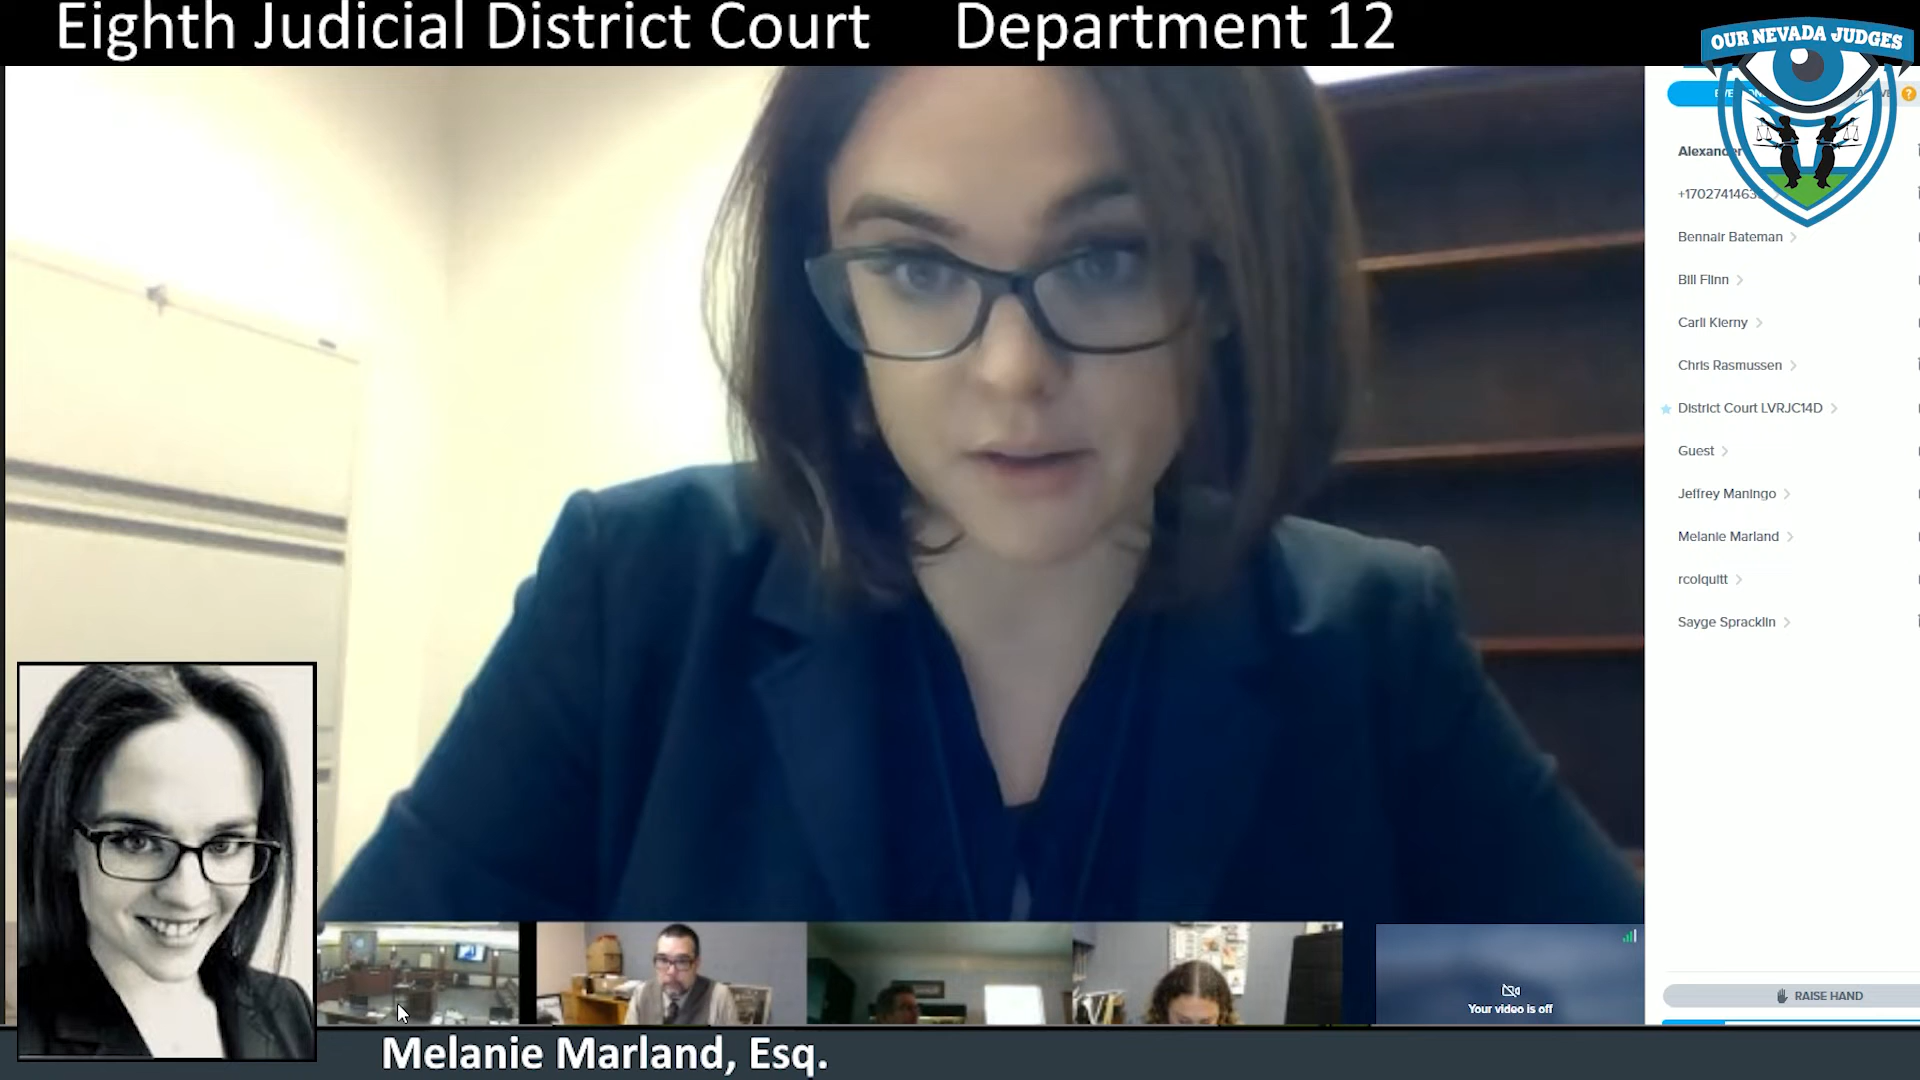 Eighth Judicial District Court Department 12
OUR NEVADA JUDGES
Alexander
Bennair Bateman
Bill Flinn
Carli Kierny
Chris Rasmussen
District Court LVRJC14D
Guest
Jeffrey Maningo
Melanie Marland
rcolquitt
Sayge Spracklin
Your video is off
RAISE HAND
Melanie Marland, Esq.